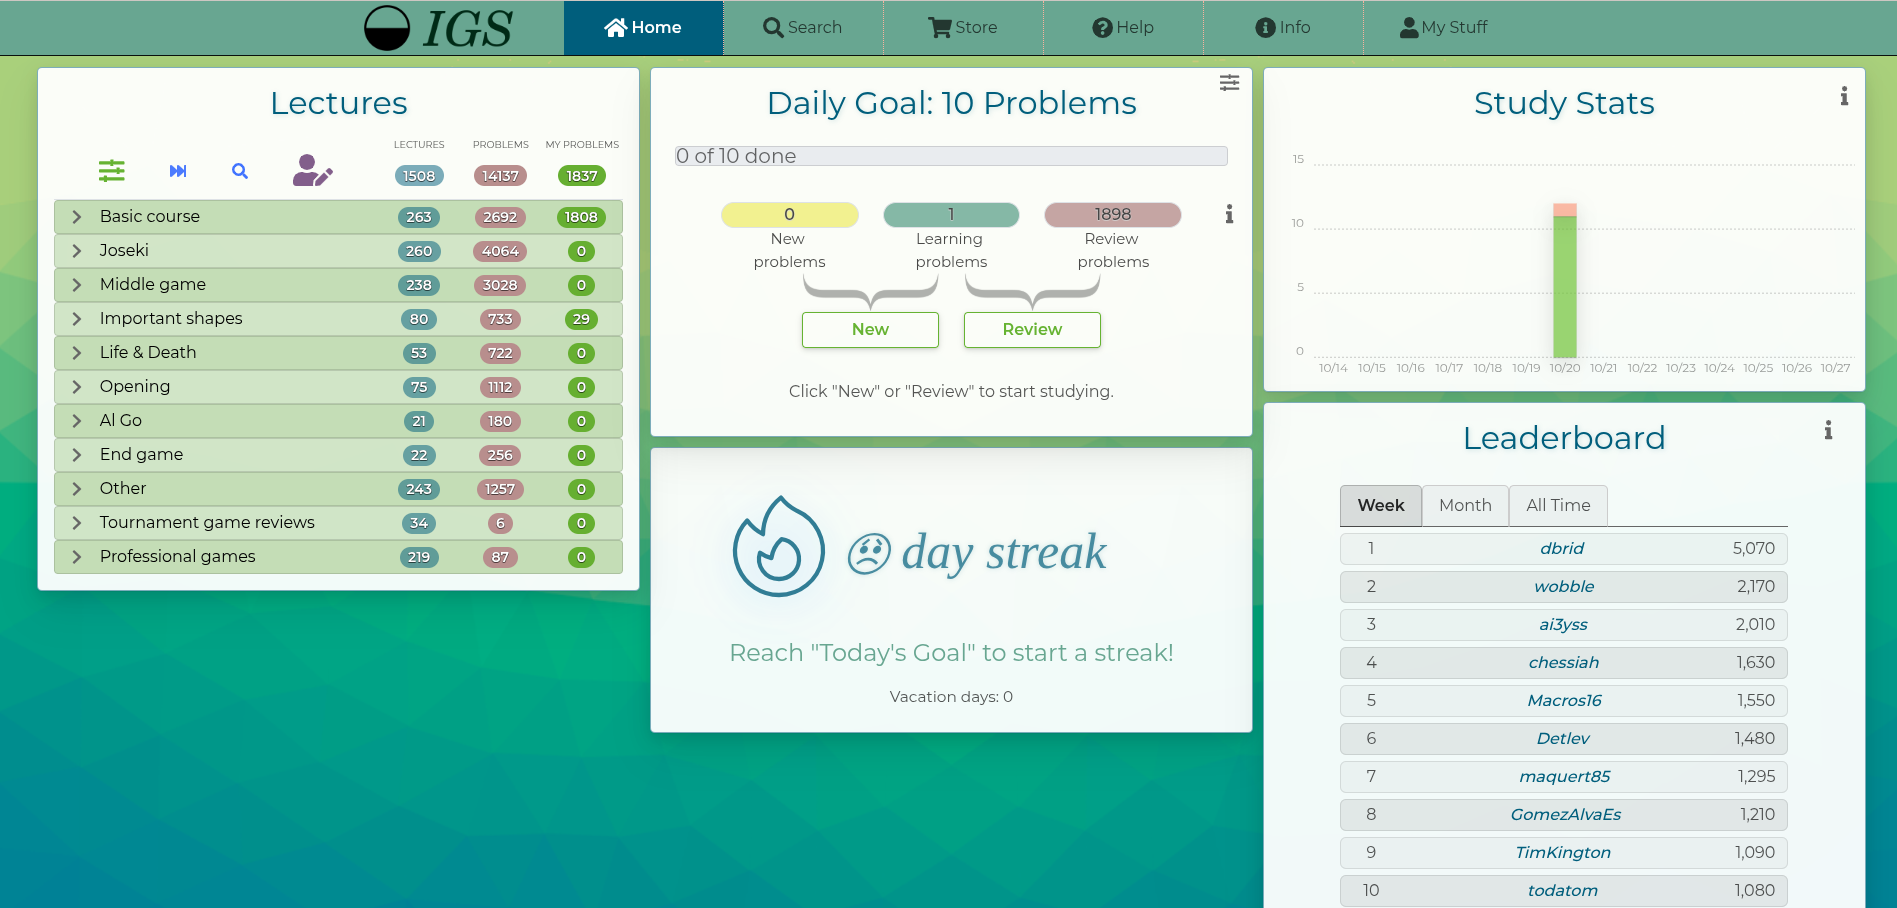 IGS
Home
Search
Store
Help
Info
My Stuff
Lectures
LECTURES PROBLEMS MY PROBLEMS
1508 14137 1837
Basic course 263 2692 1808
Joseki 260 4064 0
Middle game 238 3028 0
Important shapes 80 733 29
Life & Death 53 722 0
Opening 75 1112 0
AI Go 21 180 0
End game 22 256 0
Other 243 1257 0
Tournament game reviews 34 6 0
Professional games 219 87 0
Daily Goal: 10 Problems
0 of 10 done
0 1 1898
New Learning Review
problems problems problems
New Review
Click "New" or "Review" to start studying.
day streak
Reach "Today's Goal" to start a streak!
Vacation days: 0
Study Stats
15
10
5
0
10/14 10/15 10/16 10/17 10/18 10/19 10/20 10/21 10/22 10/23 10/24 10/25 10/26 10/27
Leaderboard
Week Month All Time
1 dbrid 5,070
2 wobble 2,170
3 ai3yss 2,010
4 chessiah 1,630
5 Macros16 1,550
6 Detlev 1,480
7 maquert85 1,295
8 GomezAlvaEs 1,210
9 TimKington 1,090
10 todatom 1,080